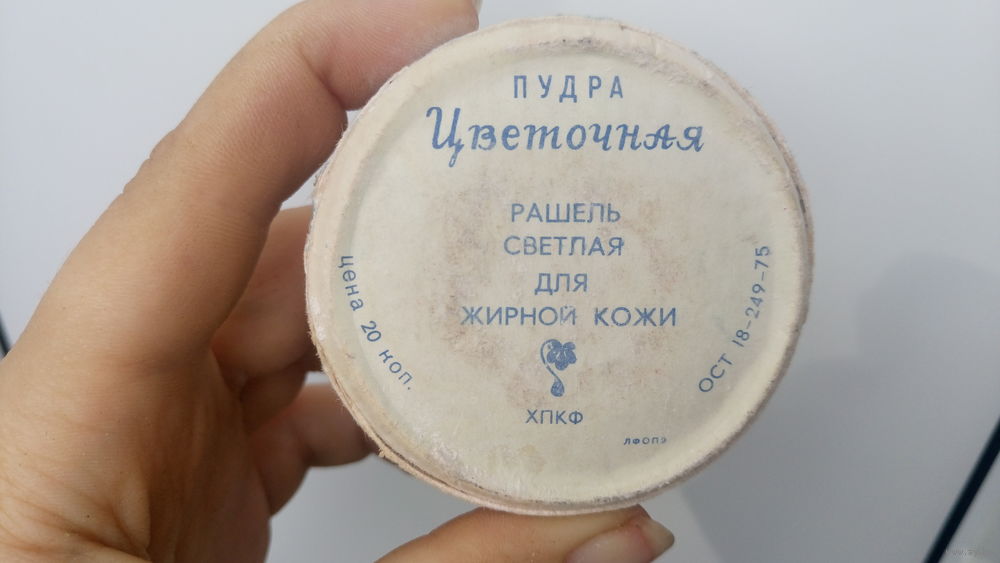 ПУДРА
Цветочная
РАШЕЛЬ
СВЕТЛАЯ
ДЛЯ
ЖИРНОЙ КОЖИ
цена 20 коп.
ОСТ 18-249-75
ХПКФ
ЛФОПЭ